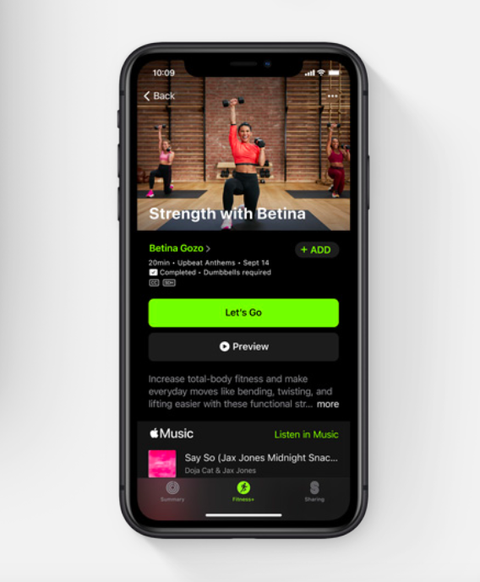 10:09
Back
Strength with Betina
Betina Gozo
+ ADD
20min • Upbeat Anthems • Sept 14
Completed • Dumbbells required
CC SDH
Let's Go
Preview
Increase total-body fitness and make
everyday moves like bending, twisting, and
lifting easier with these functional str... more
Music
Listen in Music
Say So (Jax Jones Midnight Snac...
Doja Cat & Jax Jones
Summary
Fitness+
Sharing